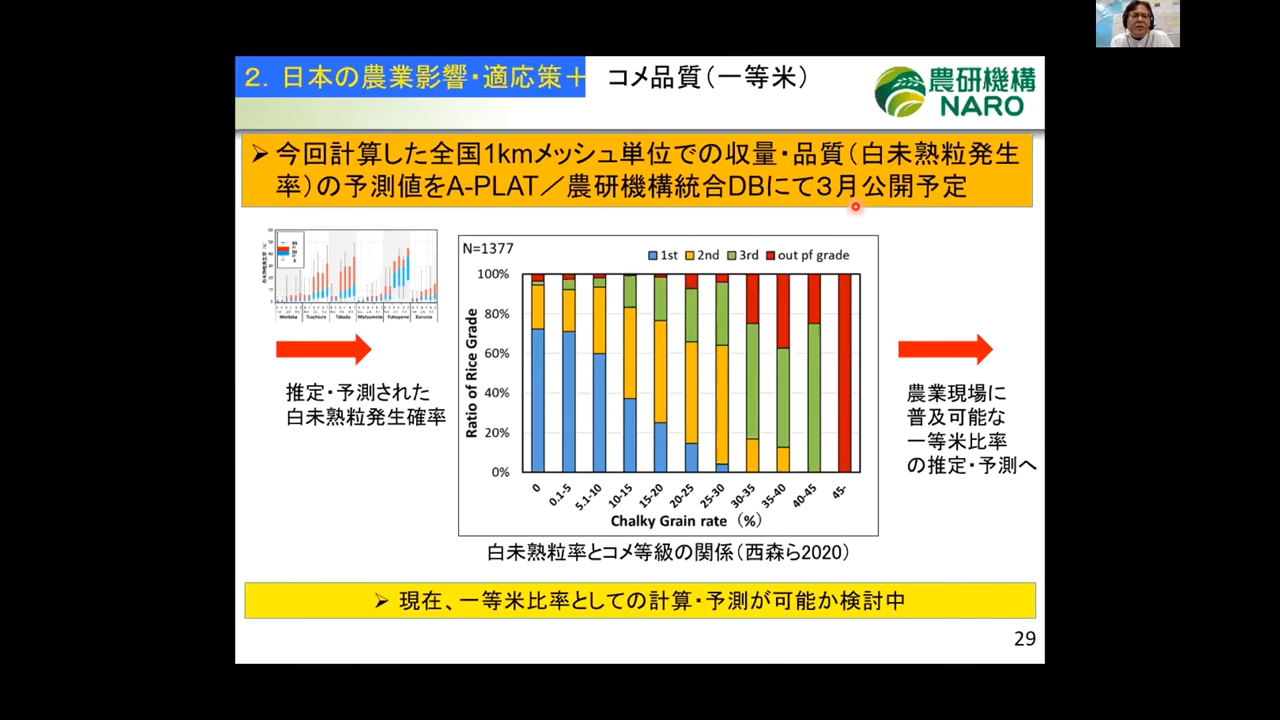 2. 日本の農業影響・適応策＋
コメ品質（一等米）
農研機構
NARO
➢ 今回計算した全国1kmメッシュ単位での収量・品質（白未熟粒発生
率）の予測値をA-PLAT／農研機構統合DBにて３月公開予定
Morioka Tsuchiura Takada Matsumoto Fukuyama Kurume
推定・予測された
白未熟粒発生確率
N=1377
1st 2nd 3rd out pf grade
Ratio of Rice Grade
100%
80%
60%
40%
20%
0%
0 0.1-5 5.1-10 10-15 15-20 20-25 25-30 30-35 35-40 40-45 45-
Chalky Grain rate （%）
白未熟粒率とコメ等級の関係（西森ら2020）
農業現場に
普及可能な
一等米比率
の推定・予測へ
➢ 現在、一等米比率としての計算・予測が可能か検討中
29